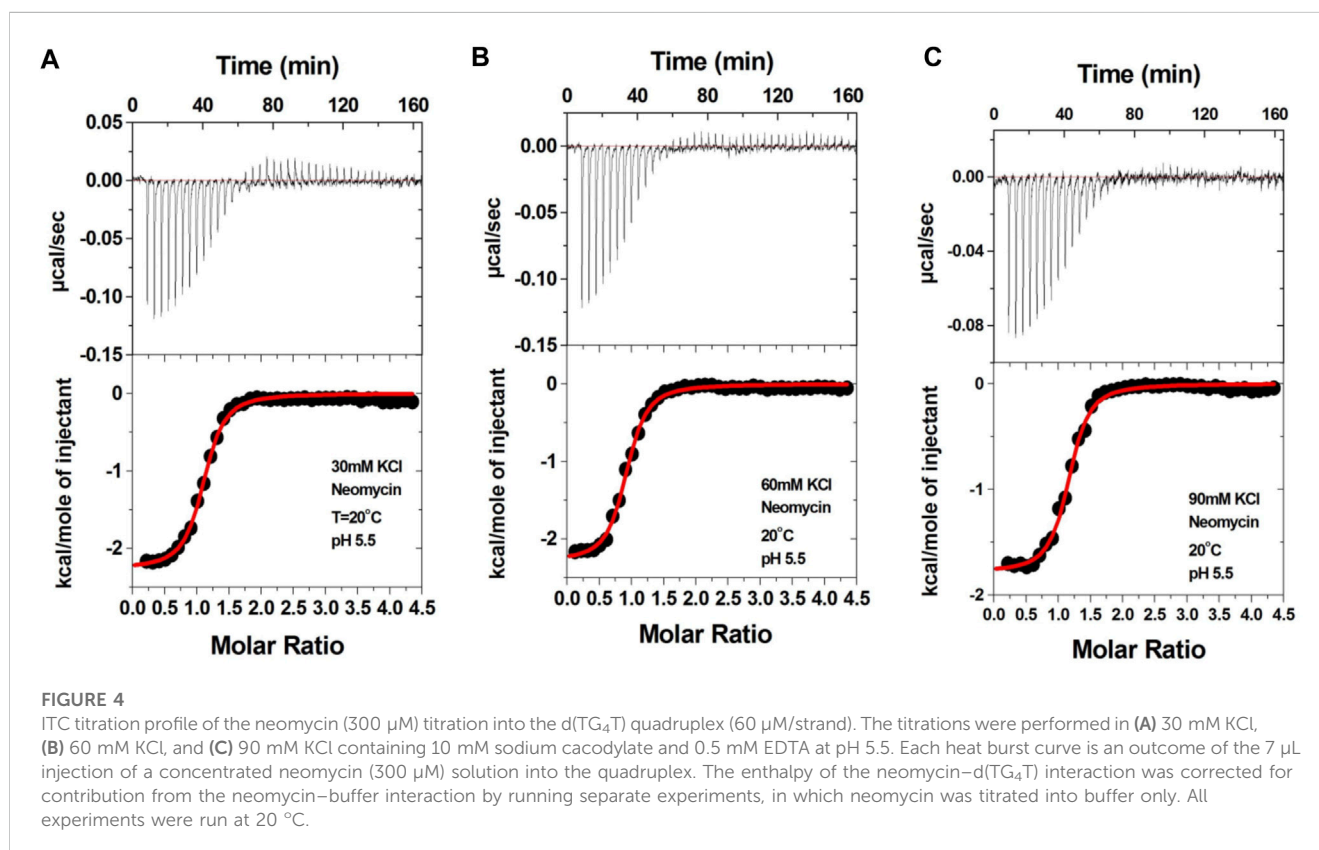 A
Time (min)
0 40 80 120 160
0.05
0.00
-0.05
-0.10
-0.15
µcal/sec
0
-1
-2
kcal/mole of injectant
30mM KCl
Neomycin
T=20°C
pH 5.5
0.0 0.5 1.0 1.5 2.0 2.5 3.0 3.5 4.0 4.5
Molar Ratio
B
Time (min)
0 40 80 120 160
0.00
-0.05
-0.10
-0.15
µcal/sec
0
-1
-2
kcal/mole of injectant
60mM KCl
Neomycin
20°C
pH 5.5
0.0 0.5 1.0 1.5 2.0 2.5 3.0 3.5 4.0 4.5
Molar Ratio
C
Time (min)
0 40 80 120 160
0.00
-0.04
-0.08
µcal/sec
0
-1
-2
kcal/mole of injectant
90mM KCl
Neomycin
20°C
pH 5.5
0.0 0.5 1.0 1.5 2.0 2.5 3.0 3.5 4.0 4.5
Molar Ratio
FIGURE 4
ITC titration profile of the neomycin (300 µM) titration into the d(TG₄T) quadruplex (60 µM/strand). The titrations were performed in (A) 30 mM KCl,
(B) 60 mM KCl, and (C) 90 mM KCl containing 10 mM sodium cacodylate and 0.5 mM EDTA at pH 5.5. Each heat burst curve is an outcome of the 7 µL
injection of a concentrated neomycin (300 µM) solution into the quadruplex. The enthalpy of the neomycin–d(TG₄T) interaction was corrected for
contribution from the neomycin–buffer interaction by running separate experiments, in which neomycin was titrated into buffer only. All
experiments were run at 20 °C.